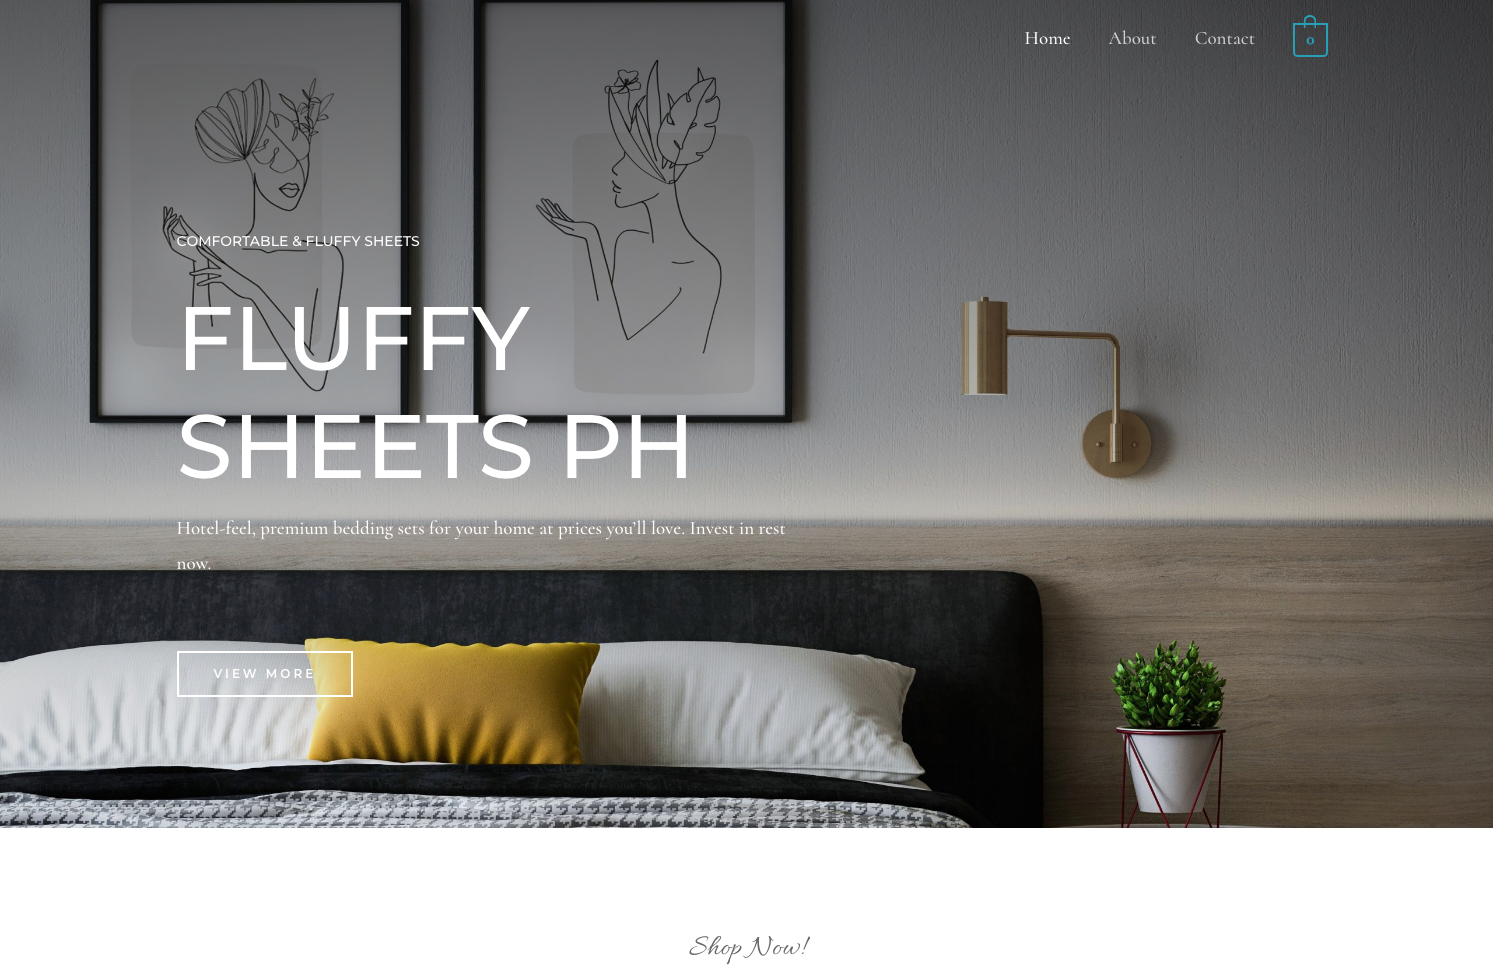 Home About Contact 0
COMFORTABLE & FLUFFY SHEETS
FLUFFY
SHEETS PH
Hotel-feel, premium bedding sets for your home at prices you’ll love. Invest in rest
now.
VIEW MORE
Shop Now!